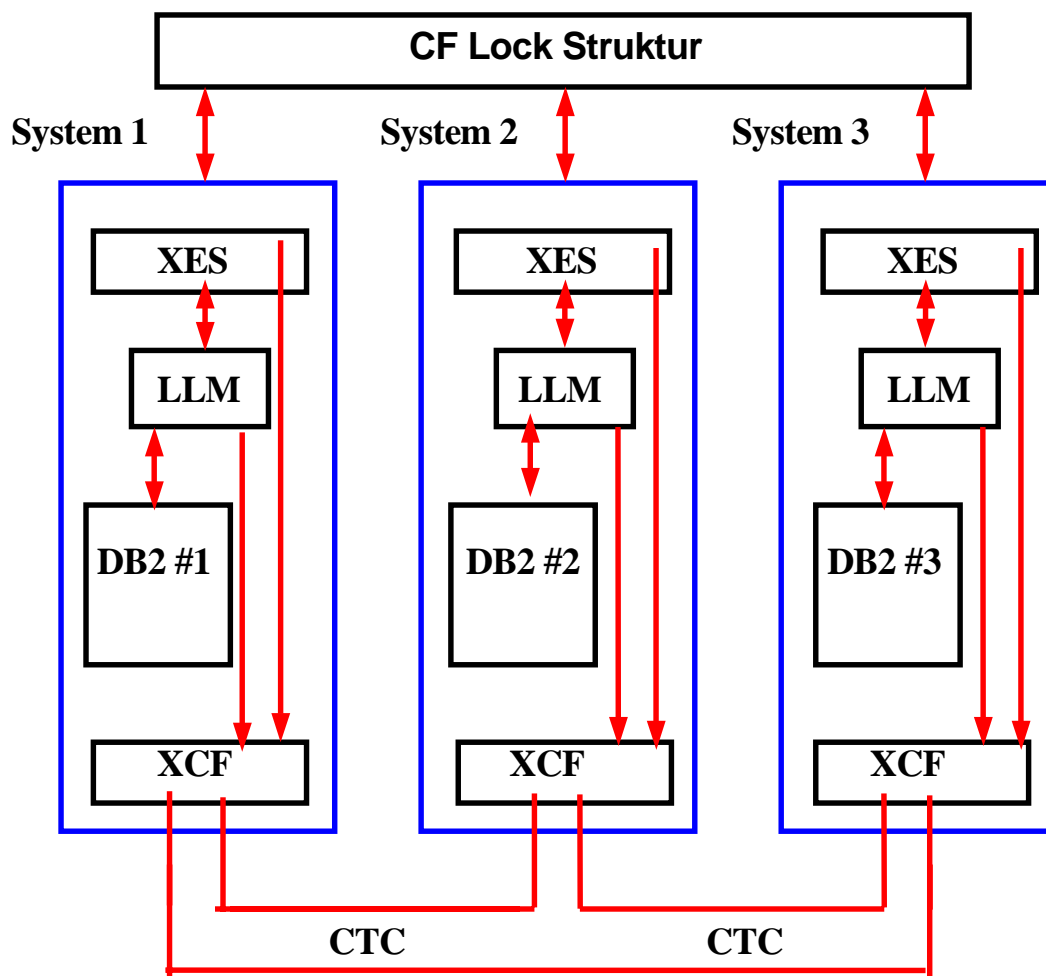 CF Lock Struktur
System 1
System 2
System 3
XES
XES
XES
LLM
LLM
LLM
DB2 #1
DB2 #2
DB2 #3
XCF
XCF
XCF
CTC
CTC